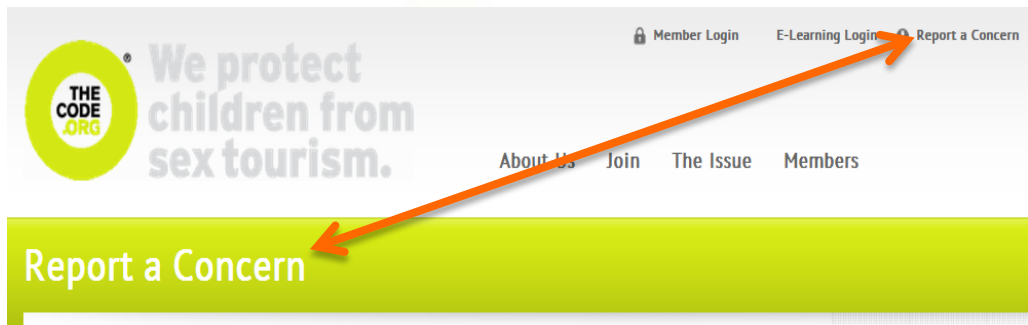 Member Login E-Learning Login Report a Concern
THE
CODE
.ORG
®
We protect
children from
sex tourism.
About Us Join The Issue Members
Report a Concern